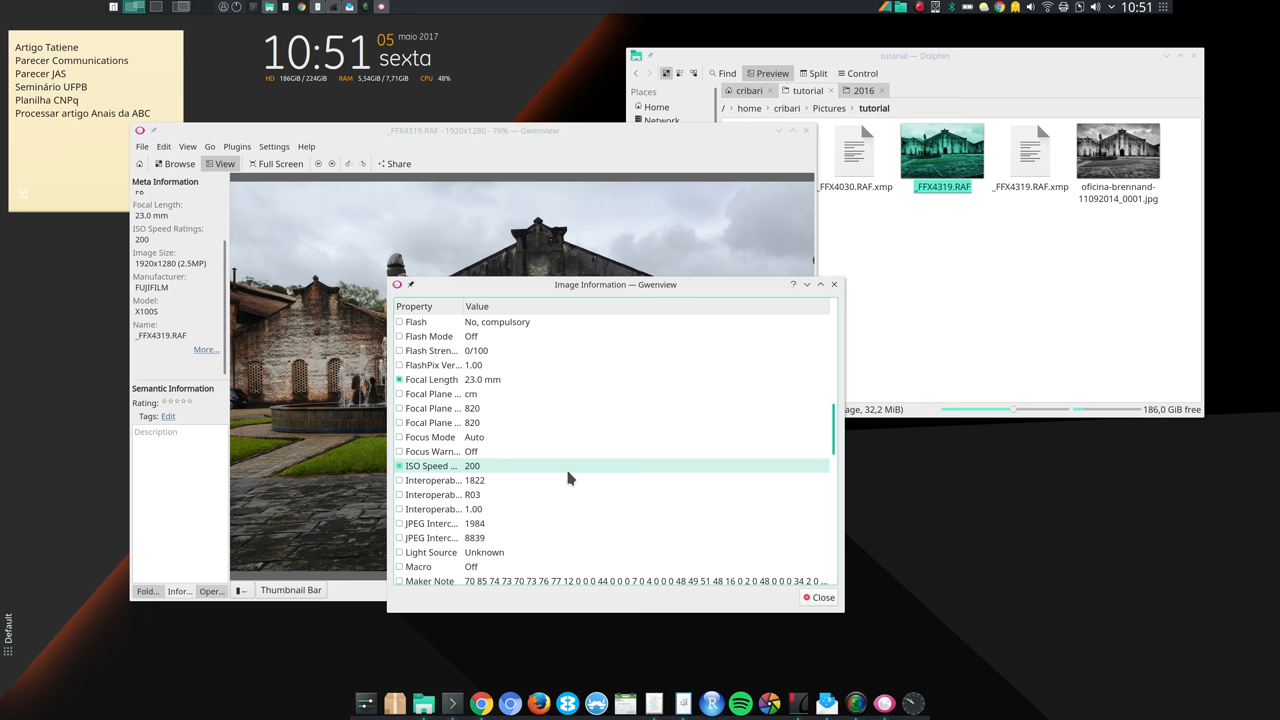 10:51
Artigo Tatiene
Parecer Communications
Parecer JAS
Seminário UFPB
Planilha CNPq
Processar artigo Anais da ABC
10:51
05 maio 2017
sexta
HD 186GiB / 224GiB RAM 5,54GiB / 7,71GiB CPU 48%
tutorial — Dolphin
Find Preview Split Control
Places
Home
Network
cribari tutorial 2016
/ home cribari Pictures tutorial
_FFX4030.RAF.xmp _FFX4319.RAF _FFX4319.RAF.xmp oficina-brennand-
11092014_0001.jpg
age, 32,2 MiB) 186,0 GiB free
_FFX4319.RAF - 1920x1280 - 76% — Gwenview
File Edit View Go Plugins Settings Help
Browse View Full Screen Share
Meta Information
Focal Length:
23.0 mm
ISO Speed Ratings:
200
Image Size:
1920x1280 (2.5MP)
Manufacturer:
FUJIFILM
Model:
X100S
Name:
_FFX4319.RAF
More...
Semantic Information
Rating:
Tags: Edit
Description
Fold... Infor... Oper... Thumbnail Bar
Image Information — Gwenview
Property Value
Flash No, compulsory
Flash Mode Off
Flash Stren... 0/100
FlashPix Ver... 1.00
Focal Length 23.0 mm
Focal Plane ... cm
Focal Plane ... 820
Focal Plane ... 820
Focus Mode Auto
Focus Warn... Off
ISO Speed ... 200
Interoperab... 1822
Interoperab... R03
Interoperab... 1.00
JPEG Interc... 1984
JPEG Interc... 8839
Light Source Unknown
Macro Off
Maker Note 70 85 74 73 70 73 76 77 12 0 0 0 44 0 0 0 7 0 4 0 0 0 48 49 51 48 16 0 2 0 48 0 0 0 34 2 0 ...
Close
Default